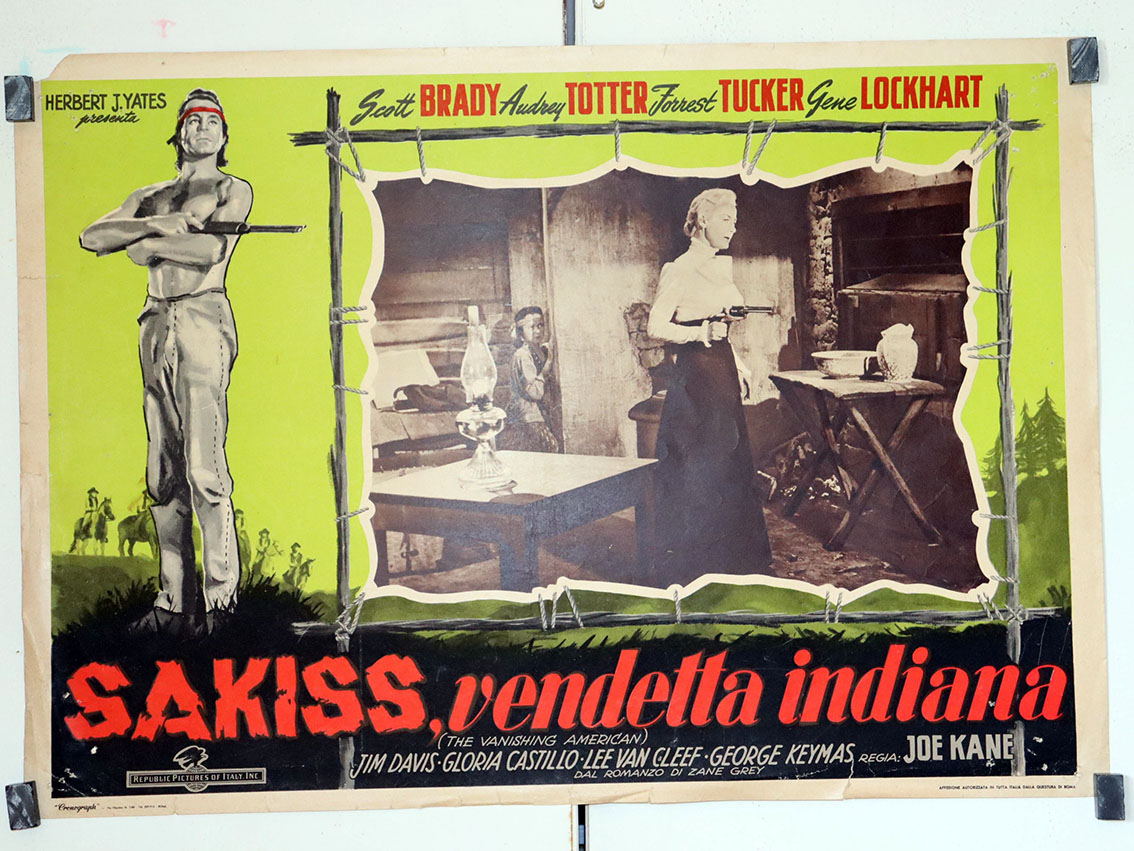 HERBERT J. YATES
presenta
Scott BRADY Audrey TOTTER Forrest TUCKER Gene LOCKHART
SAKISS, vendetta indiana
(THE VANISHING AMERICAN)
JIM DAVIS · GLORIA CASTILLO · LEE VAN CLEEF · GEORGE KEYMAS REGIA: JOE KANE
DAL ROMANZO DI ZANE GREY
REPUBLIC PICTURES OF ITALY. INC
"Cromograph"
AFFISSIONE AUTORIZZATA IN TUTTA ITALIA DALLA QUESTURA DI ROMA